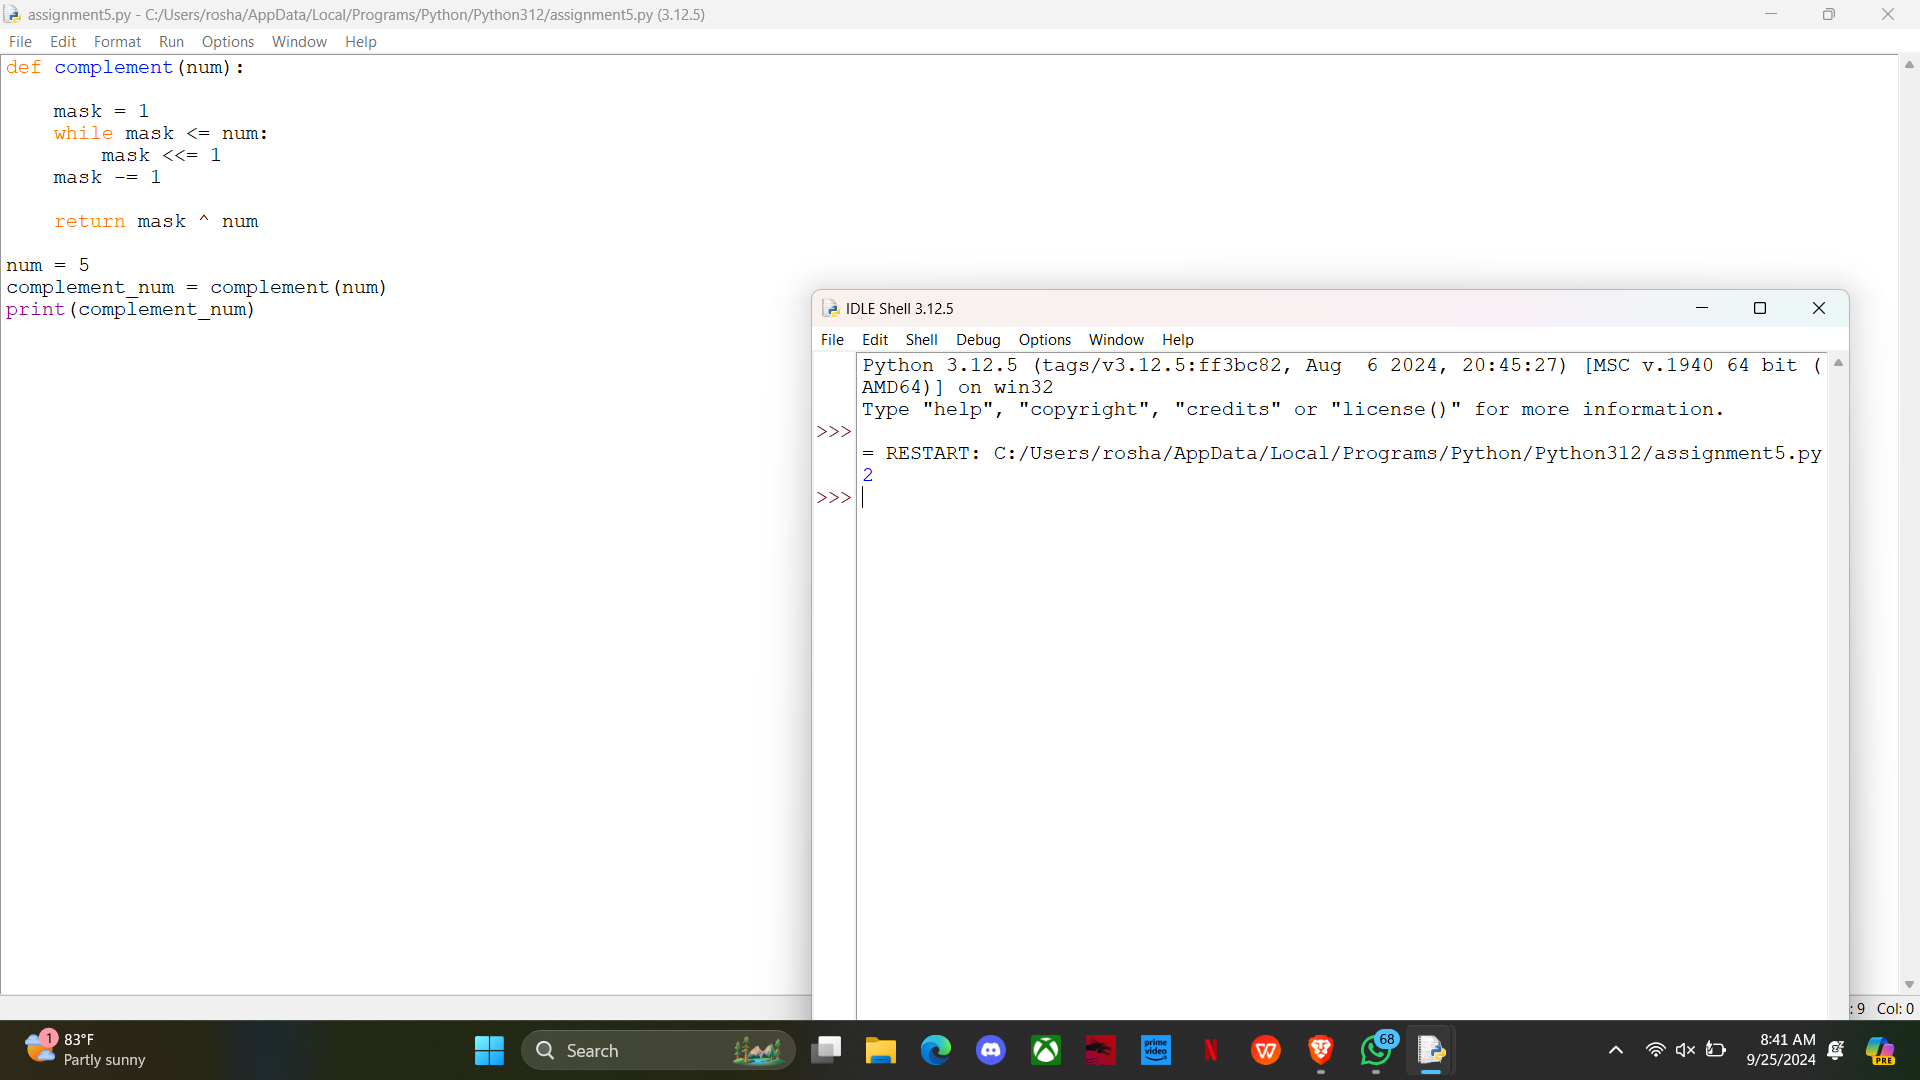 assignment5.py - C:/Users/rosha/AppData/Local/Programs/Python/Python312/assignment5.py (3.12.5)
File Edit Format Run Options Window Help
def complement(num):
    mask = 1
    while mask <= num:
        mask <<= 1
    mask -= 1
    return mask ^ num
num = 5
complement_num = complement(num)
print(complement_num)
IDLE Shell 3.12.5
File Edit Shell Debug Options Window Help
Python 3.12.5 (tags/v3.12.5:ff3bc82, Aug  6 2024, 20:45:27) [MSC v.1940 64 bit (
AMD64)] on win32
Type "help", "copyright", "credits" or "license()" for more information.
>>>
= RESTART: C:/Users/rosha/AppData/Local/Programs/Python/Python312/assignment5.py
2
>>>
: 9 Col: 0
1
83°F
Partly sunny
Search
prime video
N
W
68
8:41 AM
9/25/2024
PRE